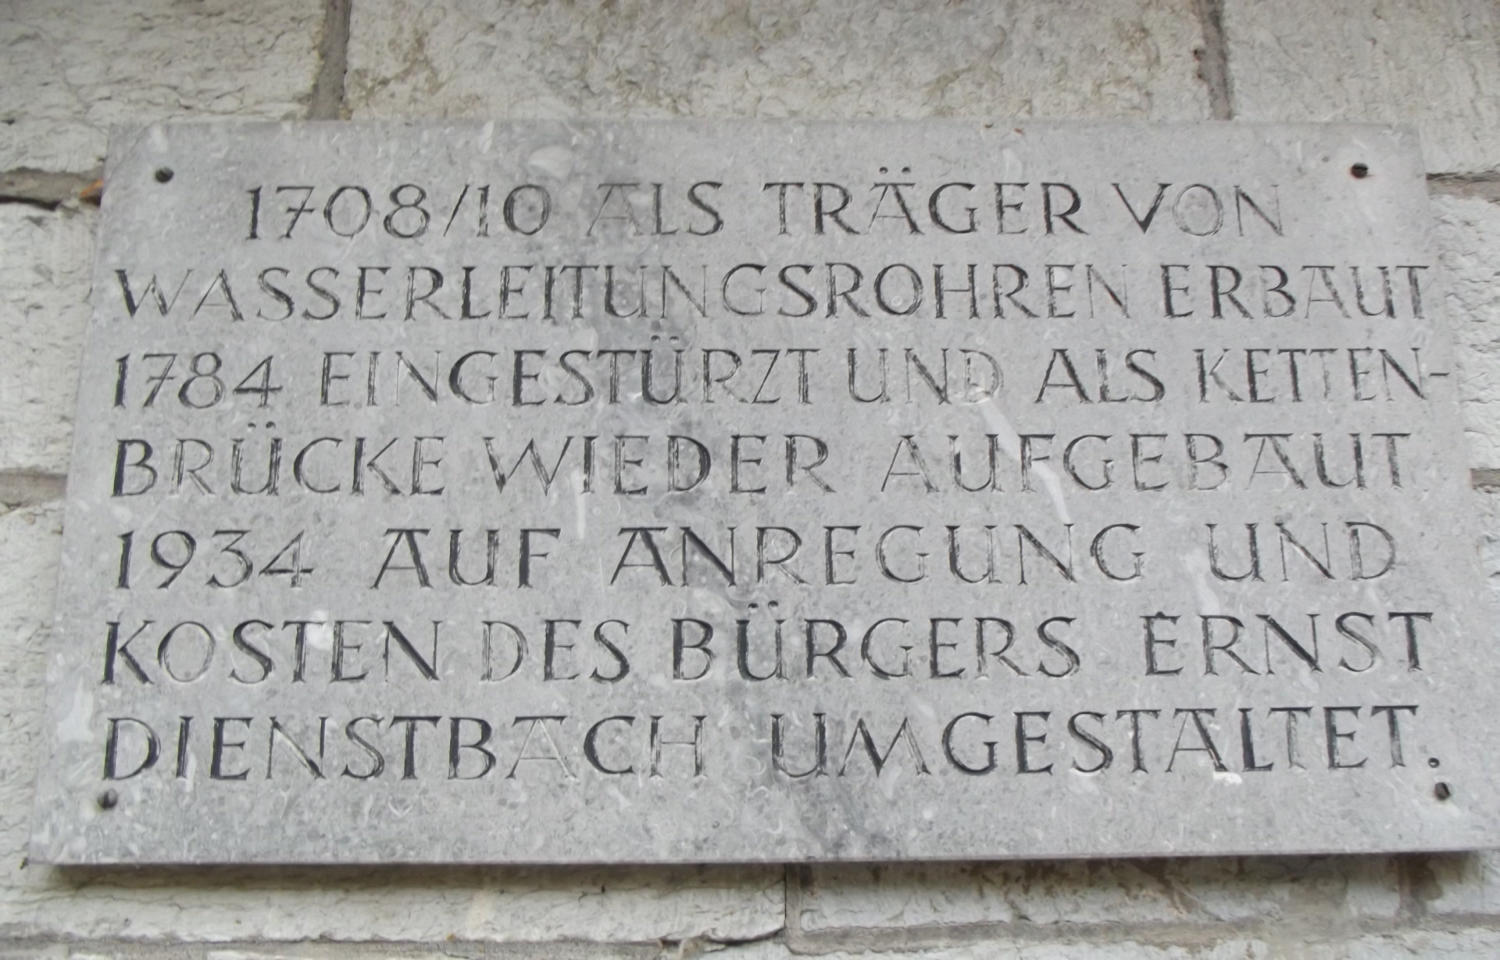 1708/10 ALS TRÄGER VON
WASSERLEITUNGSROHREN ERBAUT
1784 EINGESTÜRZT UND ALS KETTEN-
BRÜCKE WIEDER AUFGEBAUT
1934 AUF ANREGUNG UND
KOSTEN DES BÜRGERS ERNST
DIENSTBACH UMGESTALTET.